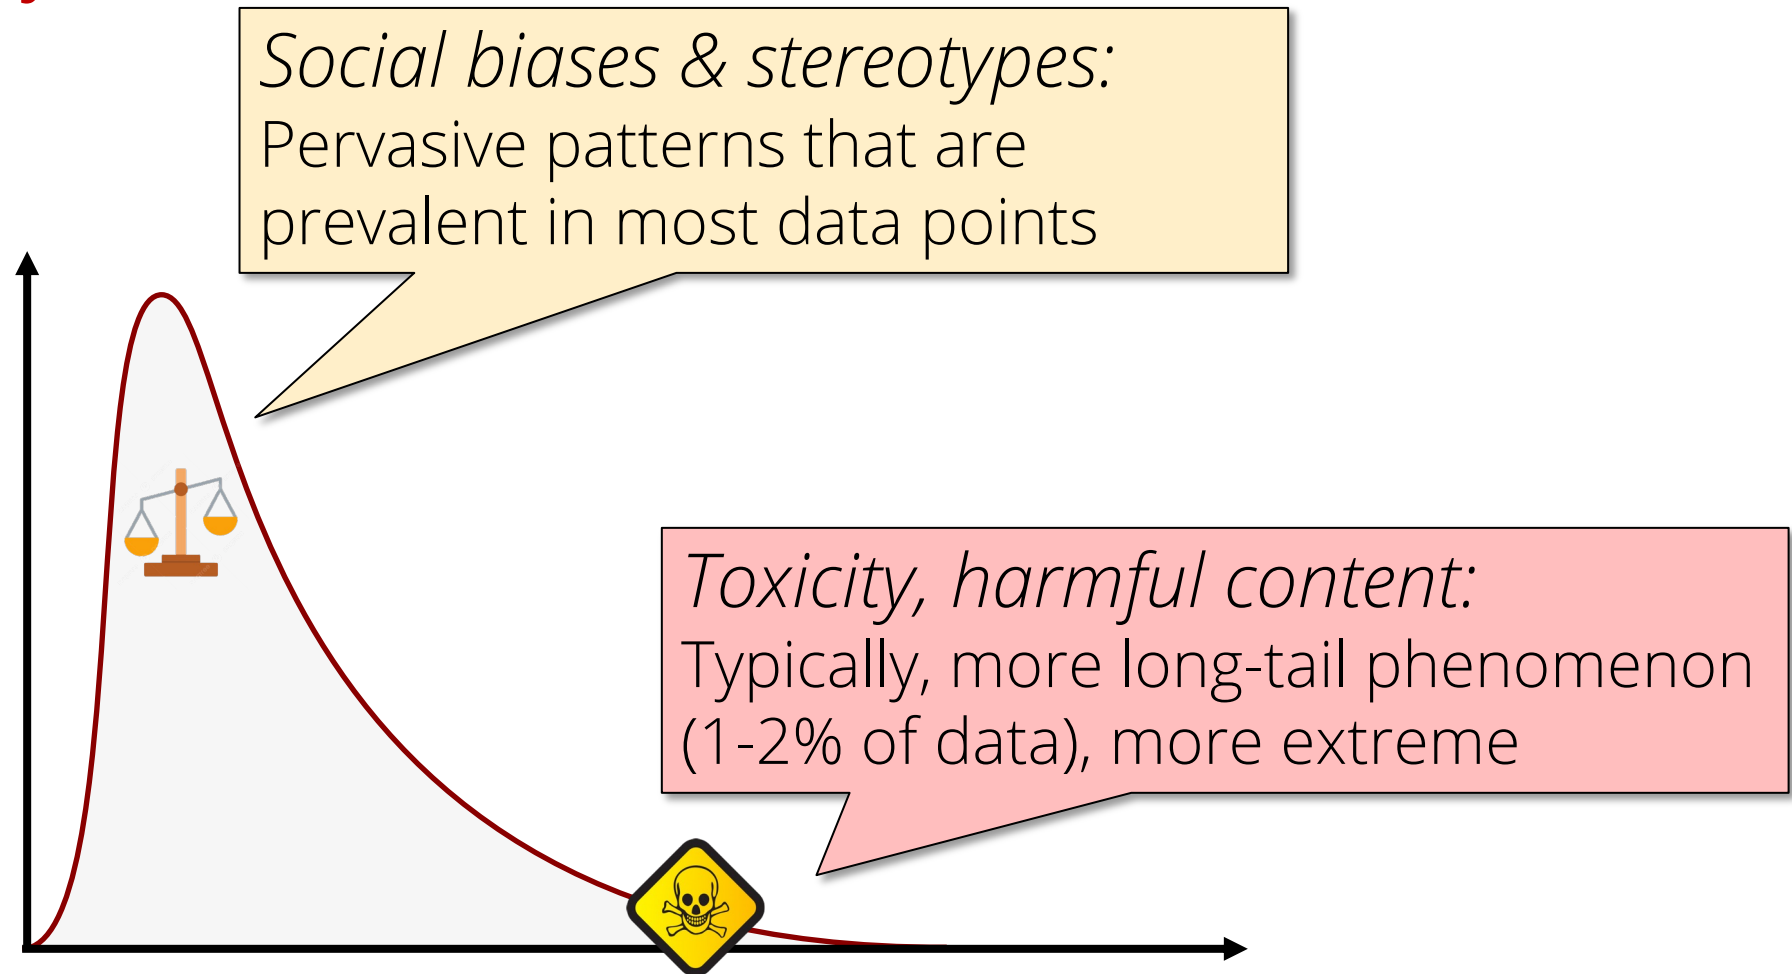 Social biases & stereotypes:
Pervasive patterns that are
prevalent in most data points
Toxicity, harmful content:
Typically, more long-tail phenomenon
(1-2% of data), more extreme